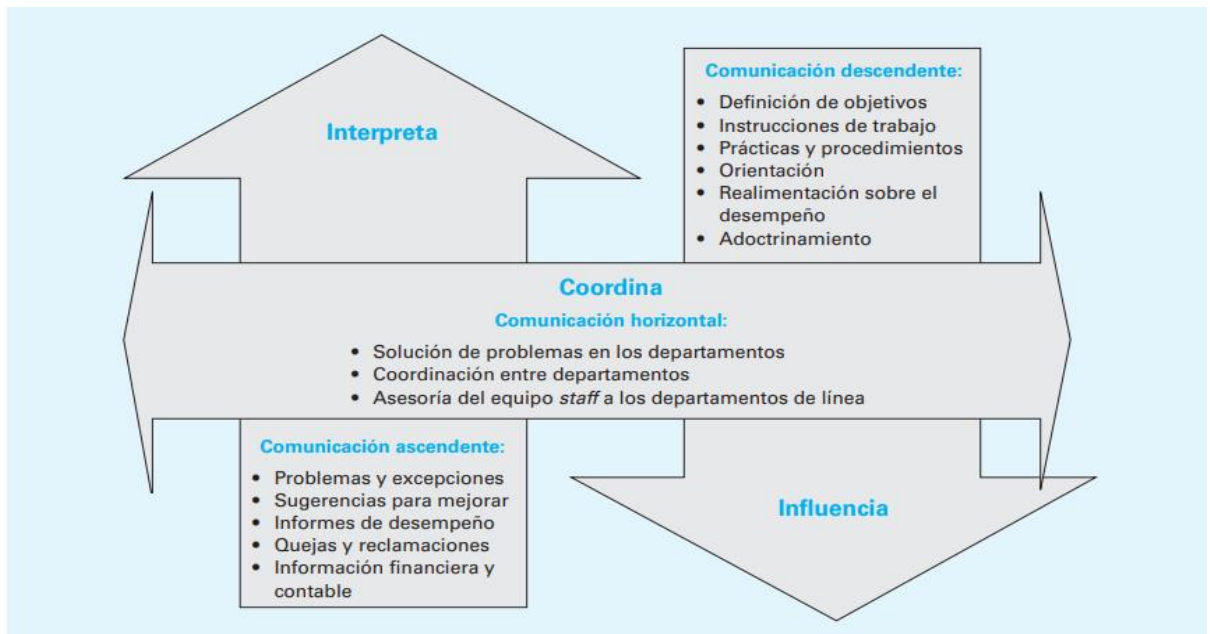 Interpreta
Comunicación descendente:
• Definición de objetivos
• Instrucciones de trabajo
• Prácticas y procedimientos
• Orientación
• Realimentación sobre el
desempeño
• Adoctrinamiento
Coordina
Comunicación horizontal:
• Solución de problemas en los departamentos
• Coordinación entre departamentos
• Asesoría del equipo staff a los departamentos de línea
Comunicación ascendente:
• Problemas y excepciones
• Sugerencias para mejorar
• Informes de desempeño
• Quejas y reclamaciones
• Información financiera y
contable
Influencia